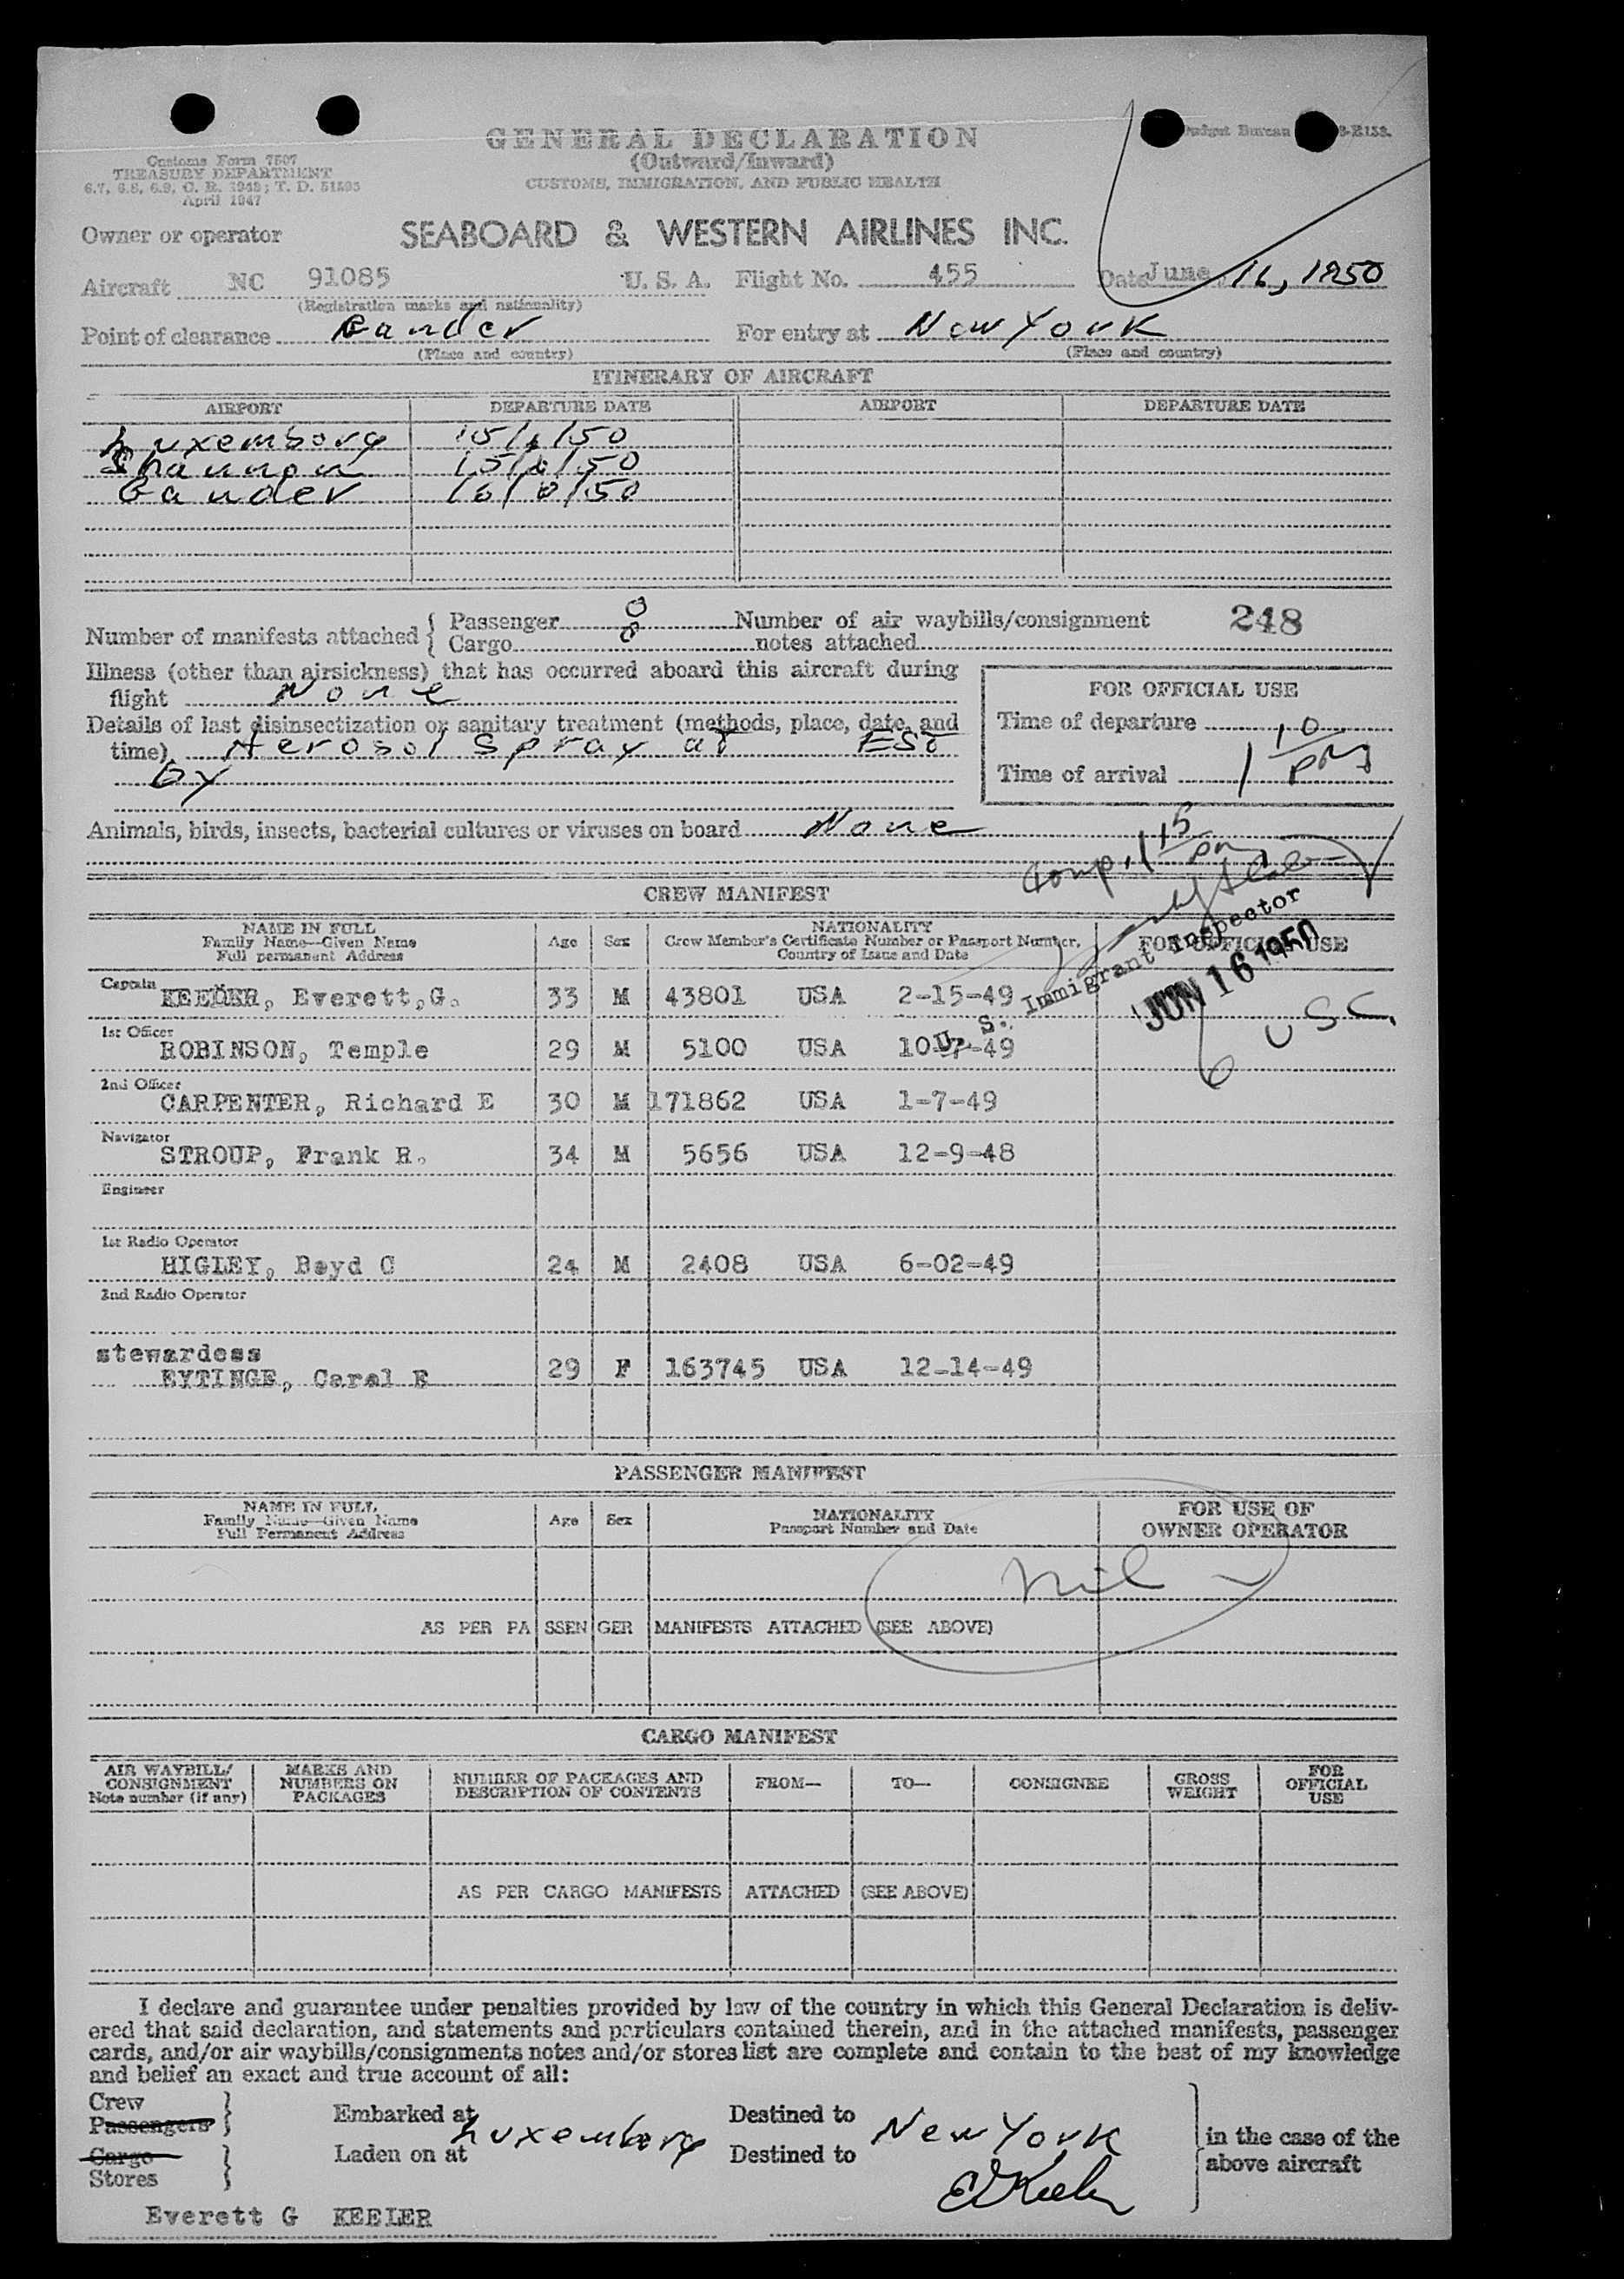 GENERAL DECLARATION
(Outward/Inward)
CUSTOMS, IMMIGRATION, AND PUBLIC HEALTH
Budget Bureau
Customs Form 7507
TREASURY DEPARTMENT
6.7, 6.8, 6.9, C. R. 1943; T. D. 51595
April 1947
Owner or operator SEABOARD & WESTERN AIRLINES INC.
Aircraft NC 91085 U. S. A. Flight No. 455 Date June 16, 1950
(Registration marks and nationality)
Point of clearance Gander For entry at New York
(Place and country) (Place and country)
ITINERARY OF AIRCRAFT
AIRPORT DEPARTURE DATE AIRPORT DEPARTURE DATE
Luxemborg 15/6/50
Shannon 15/6/50
Gander 16/6/50
Number of manifests attached { Passenger 0 Number of air waybills/consignment 248
Cargo 0 notes attached
Illness (other than airsickness) that has occurred aboard this aircraft during
flight None
Details of last disinsectization or sanitary treatment (methods, place, date, and
time) Aerosol Spray at EST
By
FOR OFFICIAL USE
Time of departure
Time of arrival 1 10 PM
Animals, birds, insects, bacterial cultures or viruses on board None
Comp. 1 15 pm
CREW MANIFEST
NAME IN FULL
Family Name—Given Name
Full permanent Address
Age Sex
NATIONALITY
Crew Member's Certificate Number or Passport Number,
Country of Issue and Date
FOR OFFICIAL USE
U. S. Immigrant Inspector
JUN 16 1950
USC
Captain
KEELER, Everett,G. 33 M 43801 USA 2-15-49
1st Officer
ROBINSON, Temple 29 M 5100 USA 10-7-49
2nd Officer
CARPENTER, Richard E 30 M 171862 USA 1-7-49
Navigator
STROUP, Frank R. 34 M 5656 USA 12-9-48
Engineer
1st Radio Operator
HIGLEY, Boyd C 24 M 2408 USA 6-02-49
2nd Radio Operator
stewardess
EYTINGE, Carol E 29 F 163745 USA 12-14-49
PASSENGER MANIFEST
NAME IN FULL
Family Name—Given Name
Full Permanent Address
Age Sex
NATIONALITY
Passport Number and Date
FOR USE OF
OWNER OPERATOR
nil
AS PER PASSENGER MANIFESTS ATTACHED (SEE ABOVE)
CARGO MANIFEST
AIR WAYBILL/
CONSIGNMENT
Note number (if any)
MARKS AND
NUMBERS ON
PACKAGES
NUMBER OF PACKAGES AND
DESCRIPTION OF CONTENTS
FROM— TO— CONSIGNEE
GROSS
WEIGHT
FOR
OFFICIAL
USE
AS PER CARGO MANIFESTS ATTACHED (SEE ABOVE)
I declare and guarantee under penalties provided by law of the country in which this General Declaration is deliv-
ered that said declaration, and statements and particulars contained therein, and in the attached manifests, passenger
cards, and/or air waybills/consignments notes and/or stores list are complete and contain to the best of my knowledge
and belief an exact and true account of all:
Crew
Passengers } Embarked at Luxemborg Destined to New York
Cargo
Stores } Laden on at Destined to
in the case of the
above aircraft
EGKeeler
Everett G KEELER